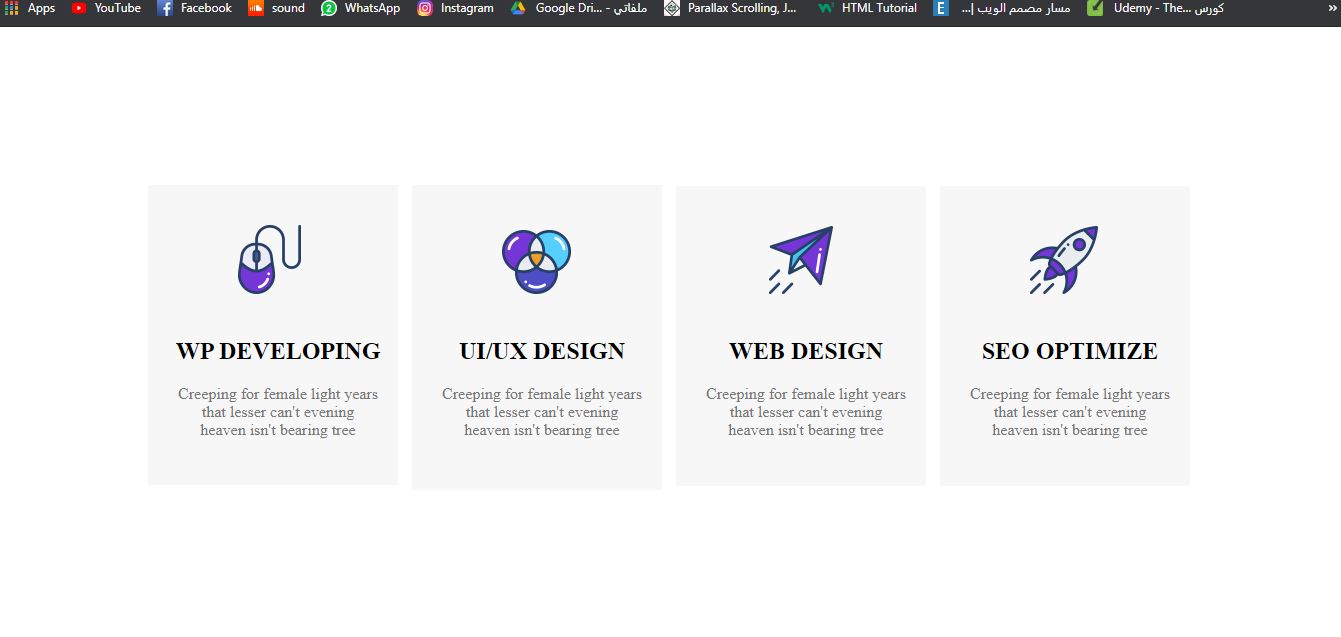 Apps YouTube Facebook sound WhatsApp Instagram Google Dri... - ملفاتي Parallax Scrolling, J... HTML Tutorial مسار مصمم الويب |... Udemy - The... كورس »
WP DEVELOPING
Creeping for female light years
that lesser can't evening
heaven isn't bearing tree
UI/UX DESIGN
Creeping for female light years
that lesser can't evening
heaven isn't bearing tree
WEB DESIGN
Creeping for female light years
that lesser can't evening
heaven isn't bearing tree
SEO OPTIMIZE
Creeping for female light years
that lesser can't evening
heaven isn't bearing tree